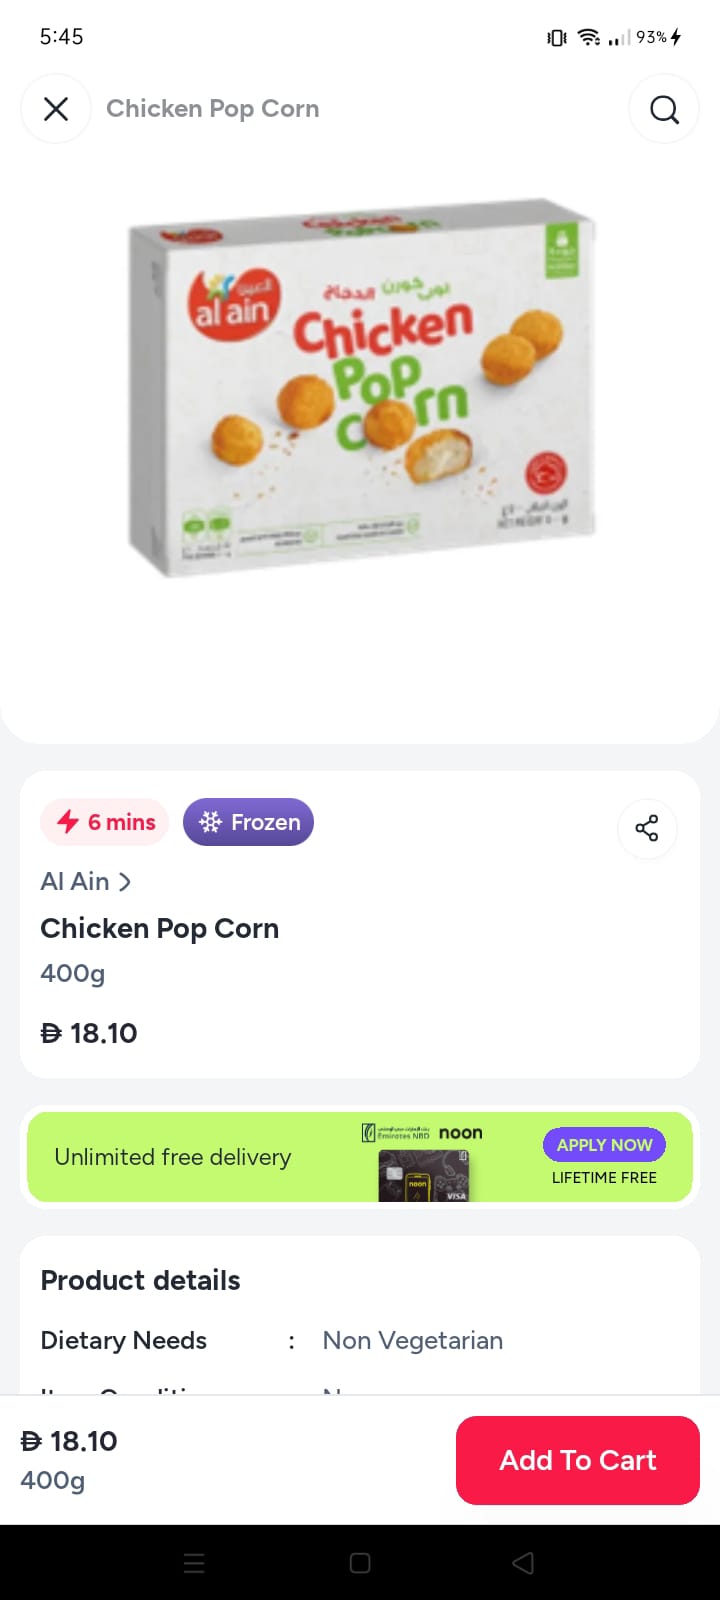 5:45
93%
Chicken Pop Corn
العين
al ain
بوب كورن الدجاج
Chicken
Pop
Corn
6 mins
Frozen
Al Ain
Chicken Pop Corn
400g
18.10
Unlimited free delivery
Emirates NBD
noon
noon
VISA
APPLY NOW
LIFETIME FREE
Product details
Dietary Needs : Non Vegetarian
18.10
400g
Add To Cart